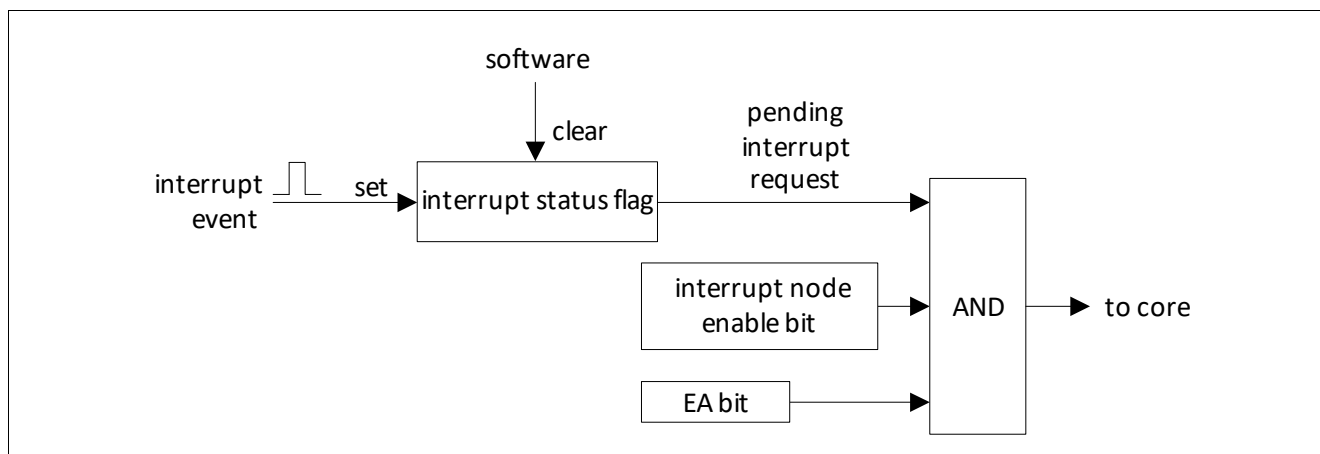 software
clear
pending
interrupt
request
interrupt
event
set
interrupt status flag
interrupt node
enable bit
AND
to core
EA bit